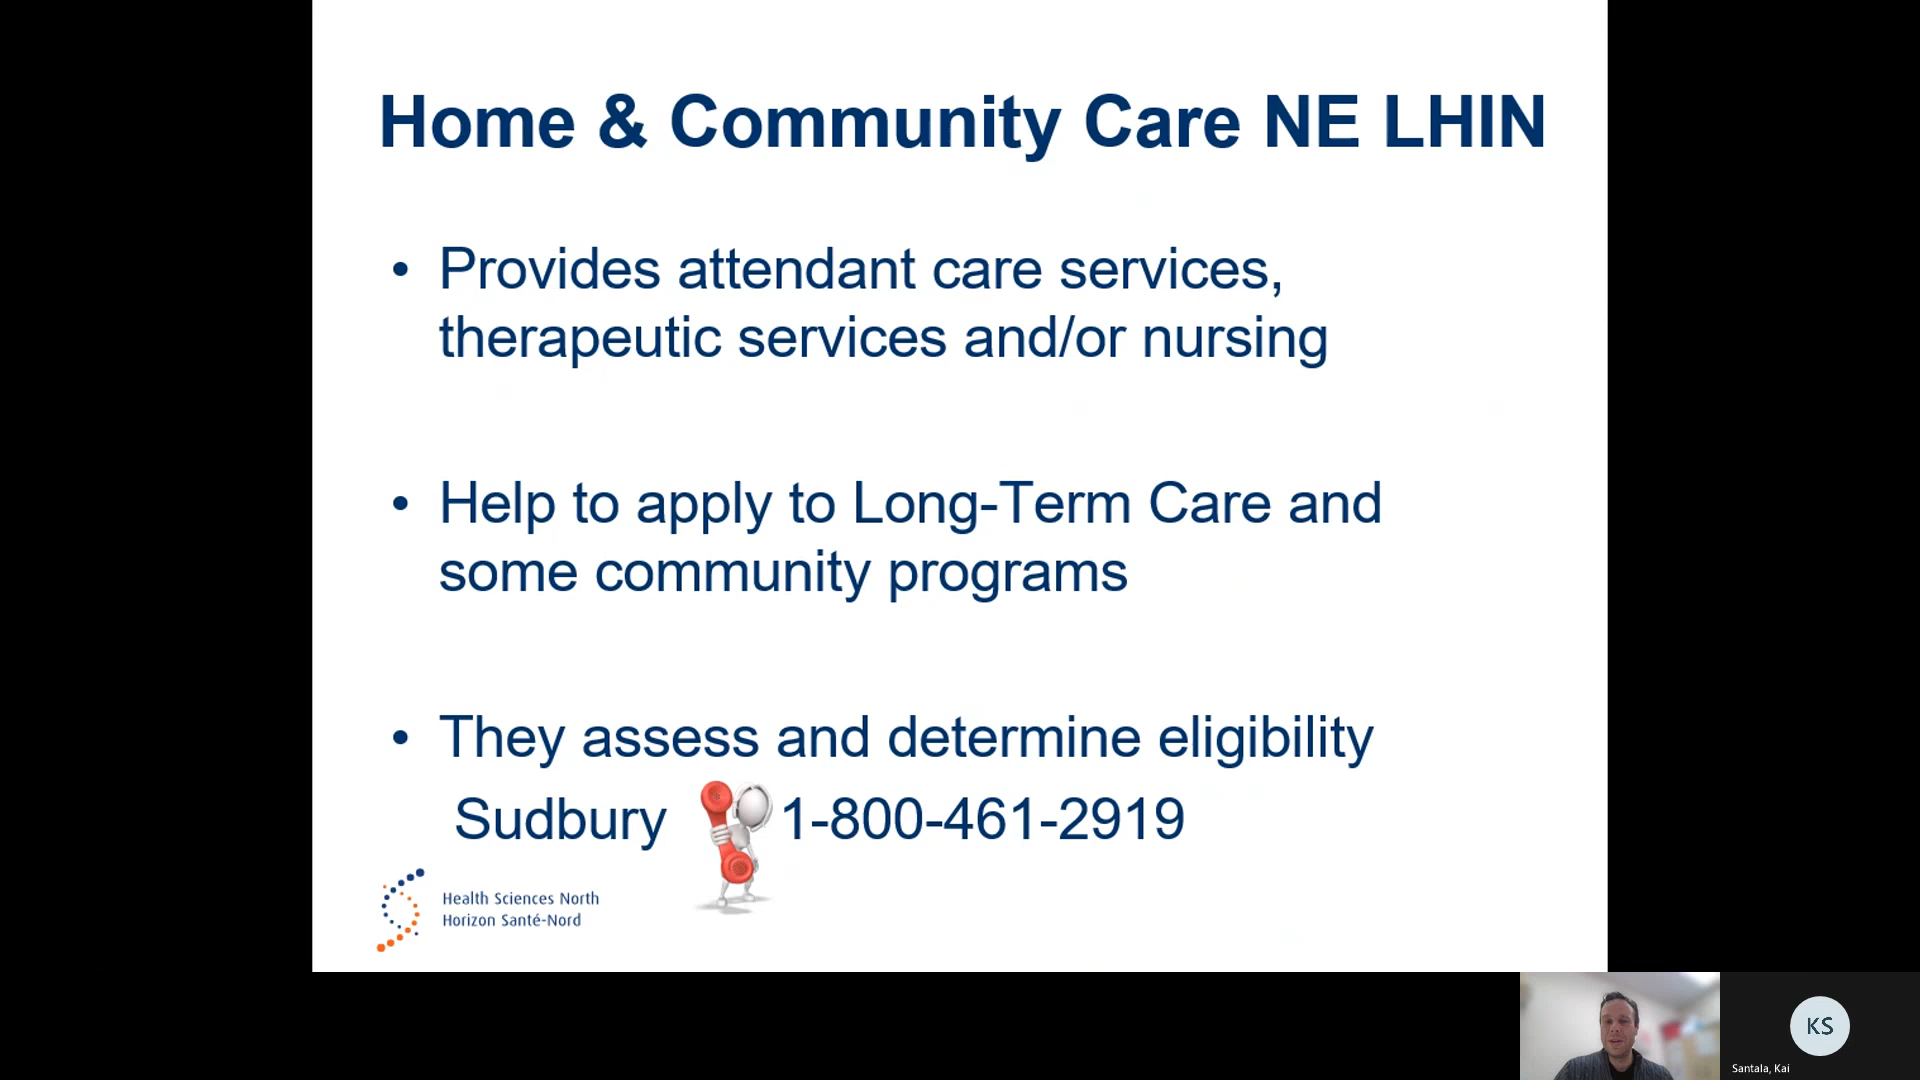 Home & Community Care NE LHIN
• Provides attendant care services,
therapeutic services and/or nursing
• Help to apply to Long-Term Care and
some community programs
• They assess and determine eligibility
Sudbury 1-800-461-2919
Health Sciences North
Horizon Santé-Nord
KS
Santala, Kai